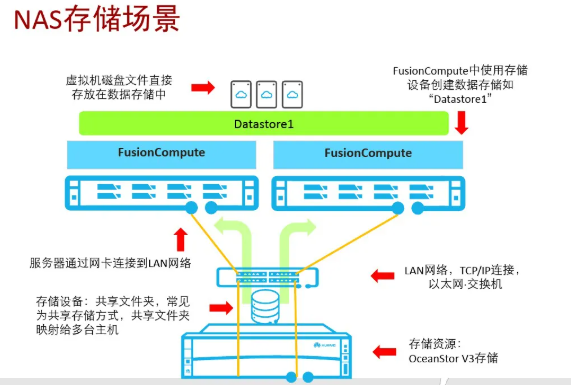 NAS存储场景
虚拟机磁盘文件直接
存放在数据存储中
FusionCompute中使用存储
设备创建数据存储如
“Datastore1”
Datastore1
FusionCompute
FusionCompute
服务器通过网卡连接到LAN网络
LAN网络，TCP/IP连接，
以太网·交换机
存储设备：共享文件夹，常见
为共享存储方式，共享文件夹
映射给多台主机
存储资源：
OceanStor V3存储